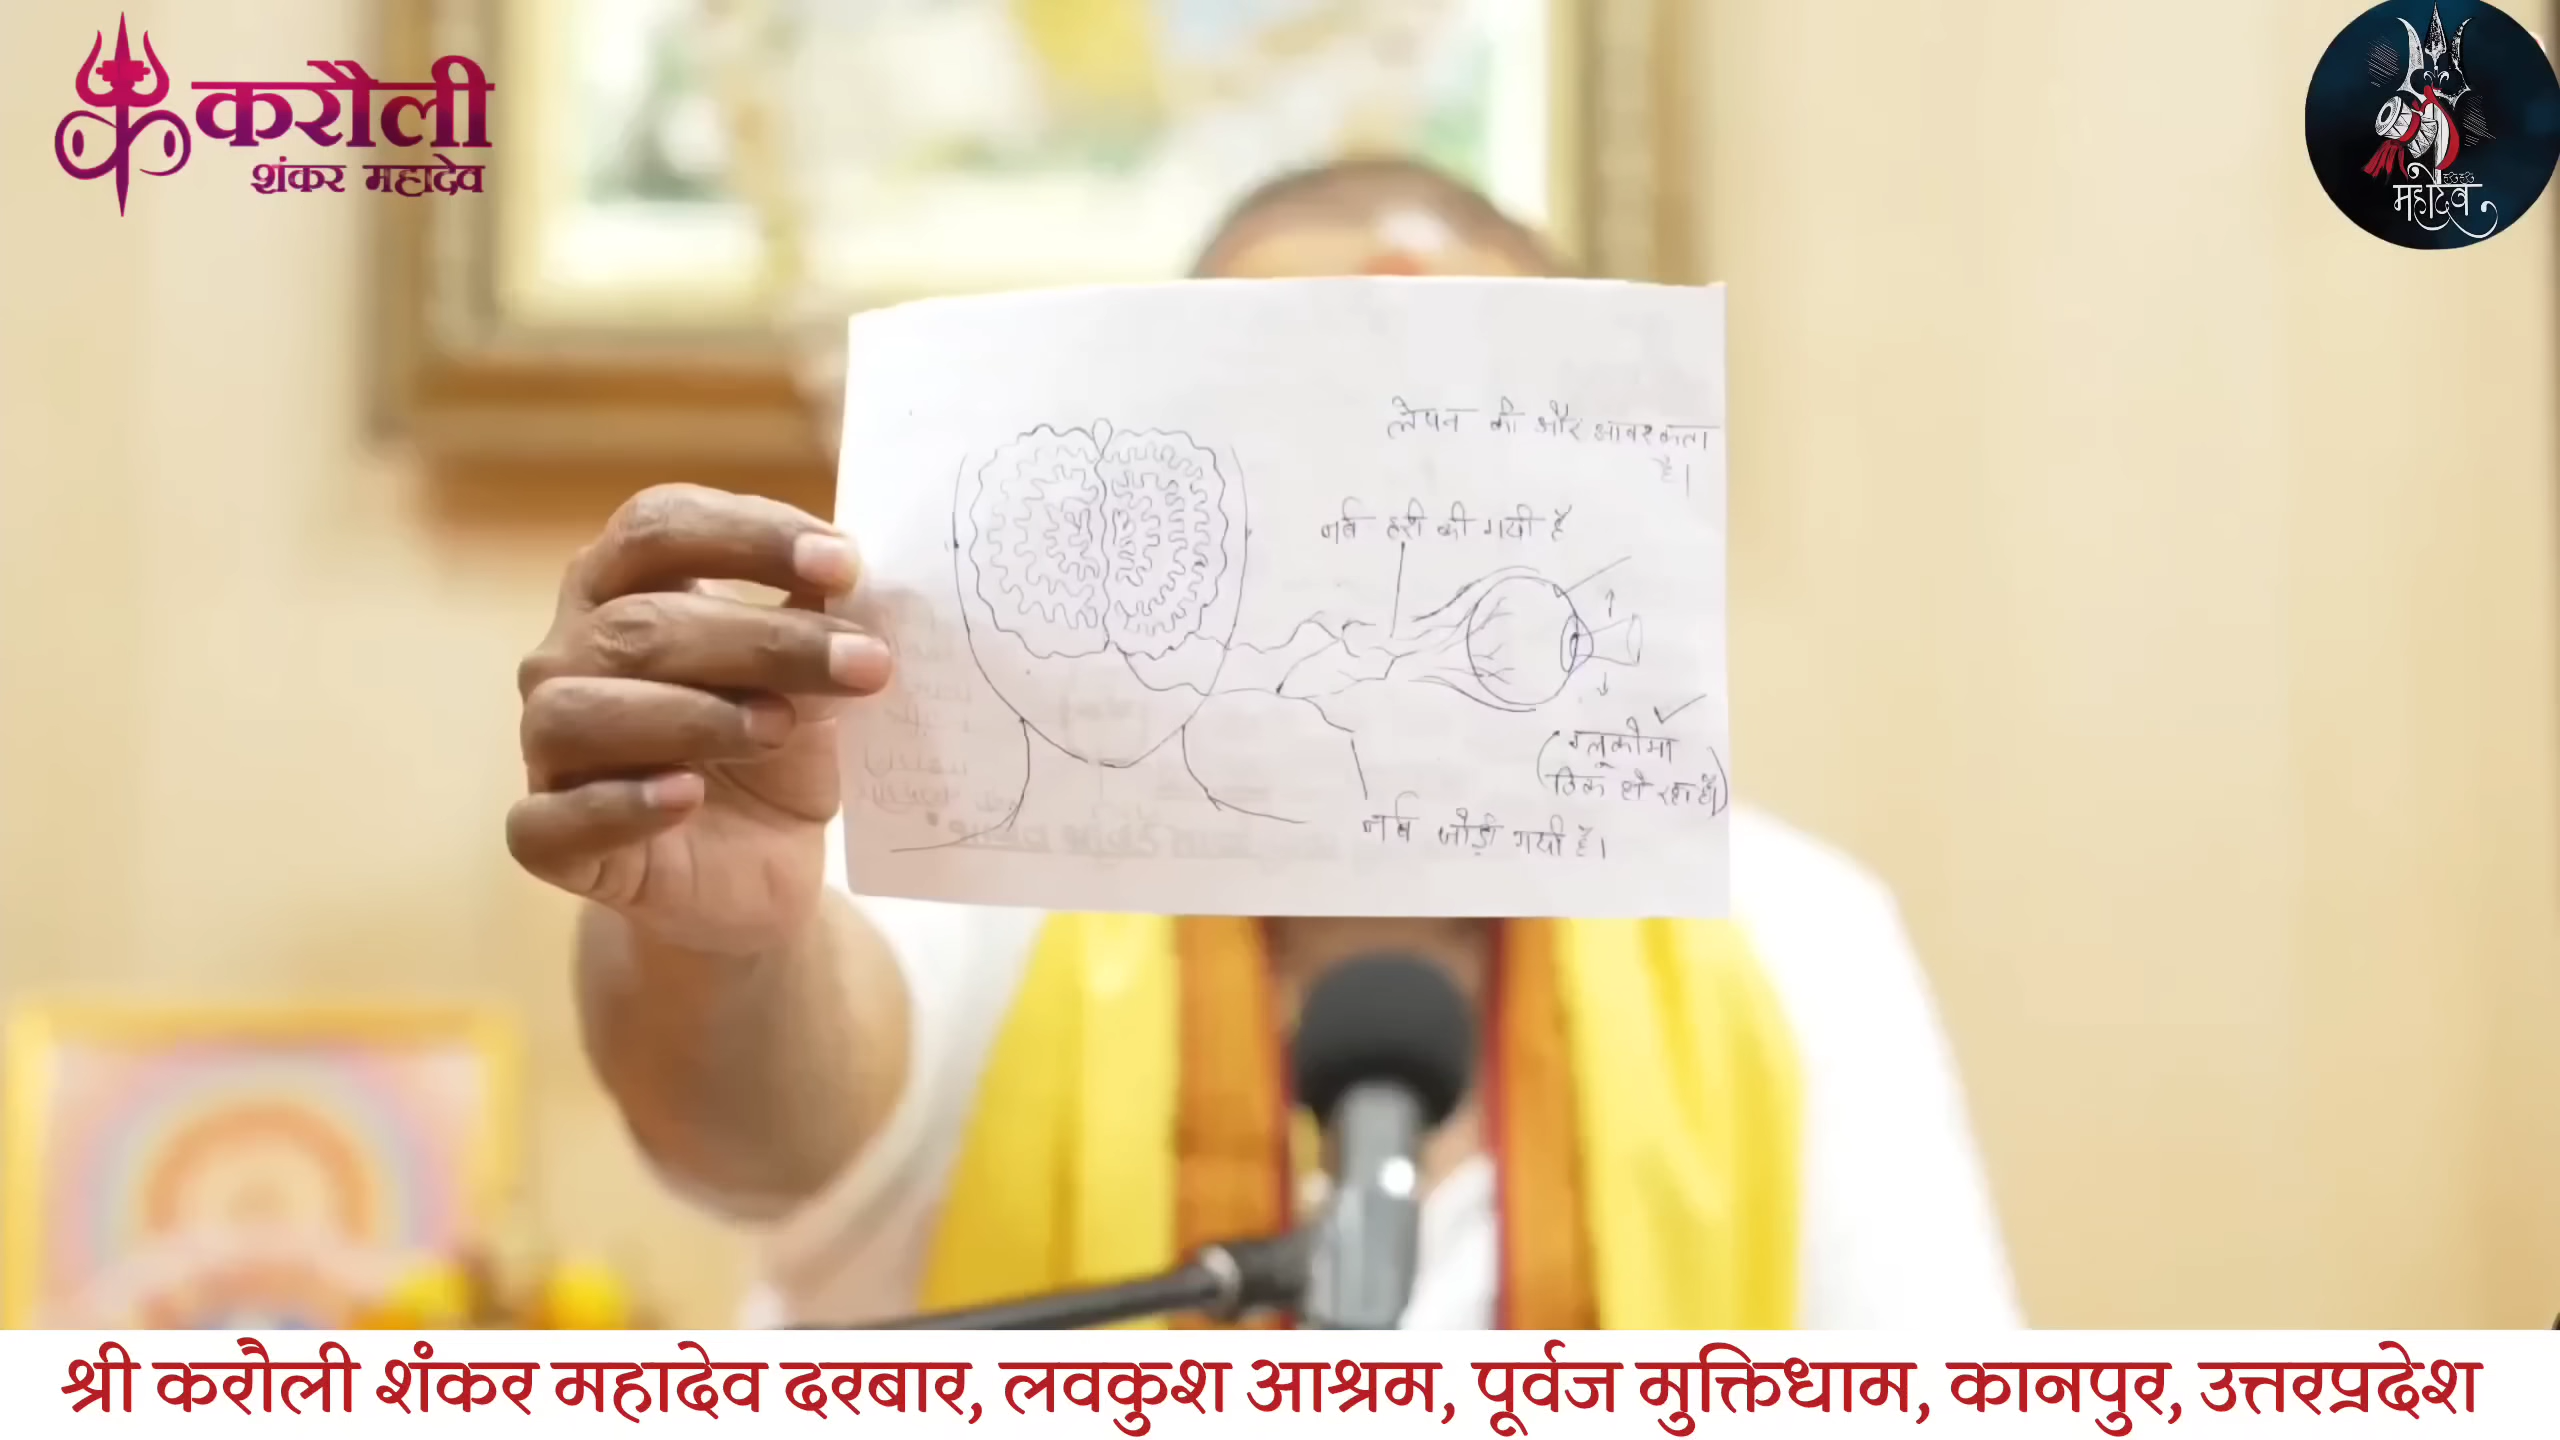 करौली
शंकर महादेव
महादेव
लेपन की और आवश्कता
है।
नर्व हरी की गयी है
(ग्लूकोमा
ठिक हो रहा है।)
नर्व जोड़ी गयी है।
श्री करौली शंकर महादेव दरबार, लवकुश आश्रम, पूर्वज मुक्तिधाम, कानपुर, उत्तरप्रदेश